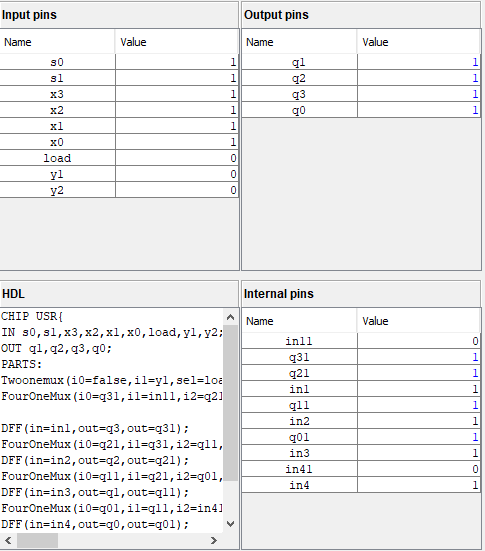 Input pins
Name Value
s0 1
s1 1
x3 1
x2 1
x1 1
x0 1
load 0
y1 0
y2 0
Output pins
Name Value
q1 1
q2 1
q3 1
q0 1
HDL
CHIP USR{
IN s0,s1,x3,x2,x1,x0,load,y1,y2;
OUT q1,q2,q3,q0;
PARTS:
Twoonemux(i0=false,i1=y1,sel=loa
FourOneMux(i0=q31,i1=in11,i2=q21
DFF(in=in1,out=q3,out=q31);
FourOneMux(i0=q21,i1=q31,i2=q11,
DFF(in=in2,out=q2,out=q21);
FourOneMux(i0=q11,i1=q21,i2=q01,
DFF(in=in3,out=q1,out=q11);
FourOneMux(i0=q01,i1=q11,i2=in41
DFF(in=in4,out=q0,out=q01);
Internal pins
Name Value
in11 0
q31 1
q21 1
in1 1
q11 1
in2 1
q01 1
in3 1
in41 0
in4 1